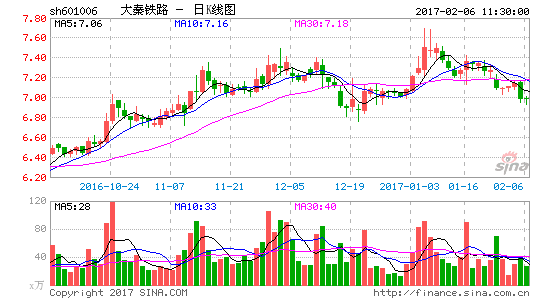 sh601006 大秦铁路 - 日K线图 2017-02-06 11:30:00
MA5:7.06 MA10:7.16 MA30:7.18
7.80
7.60
7.40
7.20
7.00
6.80
6.60
6.40
6.20
sina
2016-10-24 11-07 11-21 12-05 12-19 2017-01-03 01-16 02-06
MA5:28 MA10:33 MA30:40
120
80
40
x万
Copyright 2017 SINA.COM http://finance.sina.com.cn